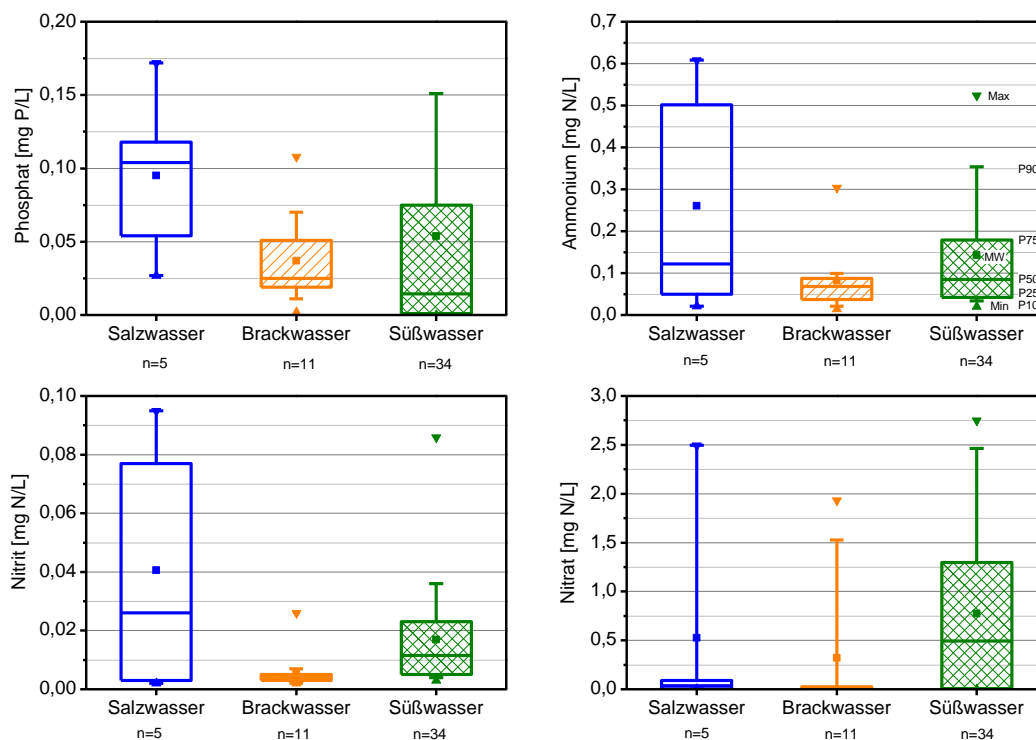 Phosphat [mg P/L]
0,20
0,15
0,10
0,05
0,00
Salzwasser Brackwasser Süßwasser
n=5 n=11 n=34
Ammonium [mg N/L]
0,7
0,6
0,5
0,4
0,3
0,2
0,1
0,0
Max
P90
P75
MW
P50
P25
Min P10
Salzwasser Brackwasser Süßwasser
n=5 n=11 n=34
Nitrit [mg N/L]
0,10
0,08
0,06
0,04
0,02
0,00
Salzwasser Brackwasser Süßwasser
n=5 n=11 n=34
Nitrat [mg N/L]
3,0
2,5
2,0
1,5
1,0
0,5
0,0
Salzwasser Brackwasser Süßwasser
n=5 n=11 n=34